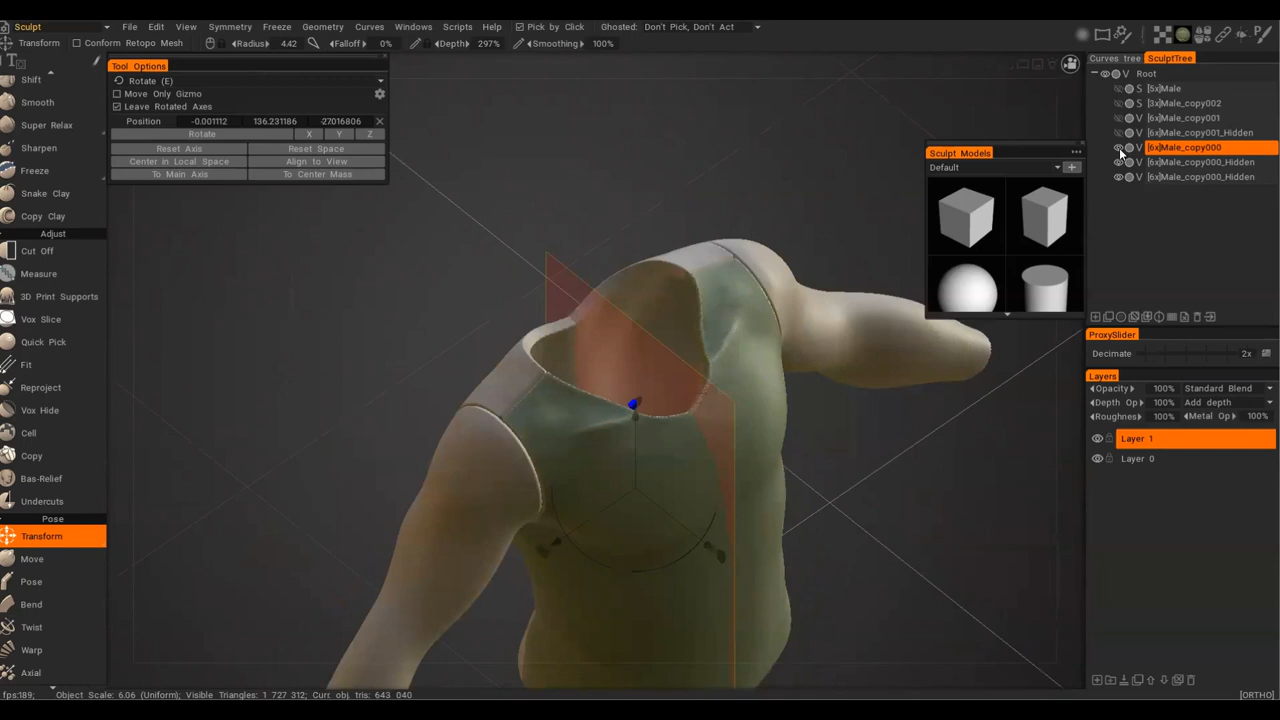 Sculpt File Edit View Symmetry Freeze Geometry Curves Windows Scripts Help Pick by Click Ghosted: Don't Pick, Don't Act
Transform Conform Retopo Mesh Radius: 4.42 Falloff: 0% Depth: 297% Smoothing: 100%
Shift
Smooth
Super Relax
Sharpen
Freeze
Snake Clay
Copy Clay
Adjust
Cut Off
Measure
3D Print Supports
Vox Slice
Quick Pick
Fit
Reproject
Vox Hide
Cell
Copy
Bas-Relief
Undercuts
Pose
Transform
Move
Pose
Bend
Twist
Warp
Axial
Tool Options
Rotate (E)
Move Only Gizmo
Leave Rotated Axes
Position -0.001112 136.231186 -27016806
Rotate X Y Z
Reset Axis Reset Space
Center in Local Space Align to View
To Main Axis To Center Mass
Sculpt Models
Default
Curves tree SculptTree
V Root
S [5x]Male
S [3x]Male_copy002
V [6x]Male_copy001
V [6x]Male_copy001_Hidden
V [6x]Male_copy000
V [6x]Male_copy000_Hidden
V [6x]Male_copy000_Hidden
ProxySlider
Decimate 2x
Layers
Opacity 100% Standard Blend
Depth Op 100% Add depth
Roughness 100% Metal Op 100%
Layer 1
Layer 0
fps:189; Object Scale: 6.06 (Uniform); Visible Triangles: 1 727 312; Curr. obj. tris: 643 040 [ORTHO]